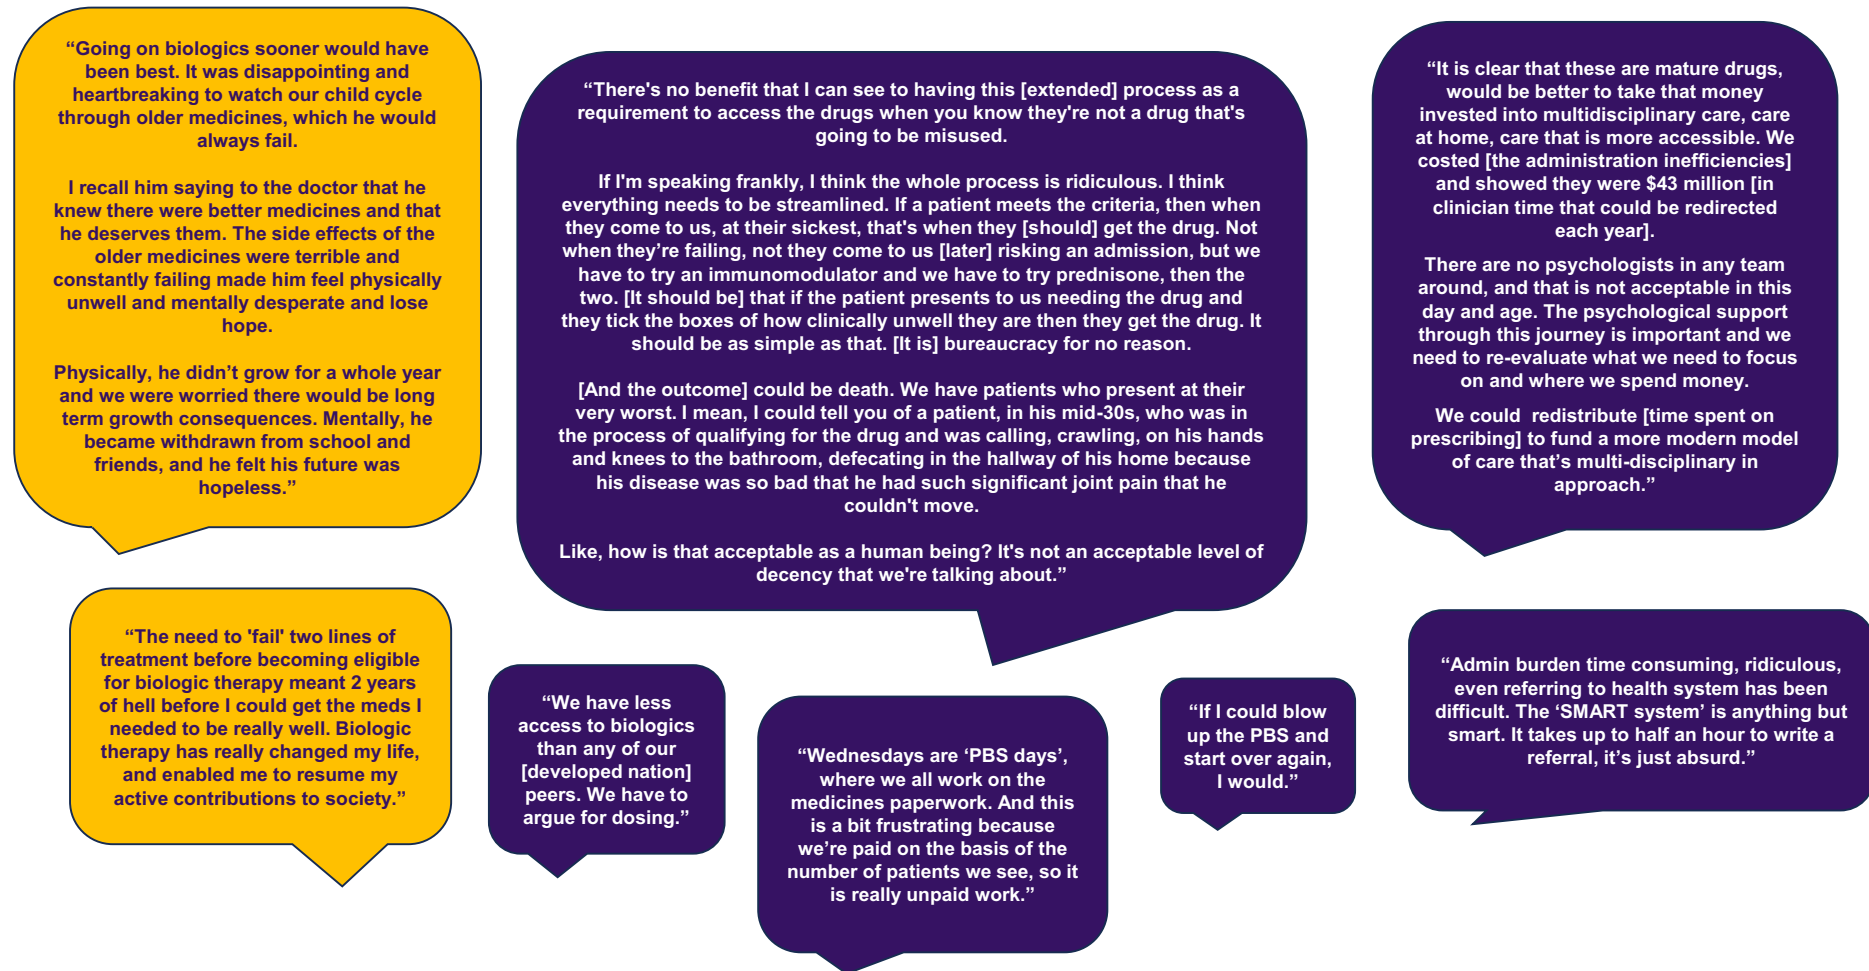 “Going on biologics sooner would have
been best. It was disappointing and
heartbreaking to watch our child cycle
through older medicines, which he would
always fail.
I recall him saying to the doctor that he
knew there were better medicines and that
he deserves them. The side effects of the
older medicines were terrible and
constantly failing made him feel physically
unwell and mentally desperate and lose
hope.
Physically, he didn’t grow for a whole year
and we were worried there would be long
term growth consequences. Mentally, he
became withdrawn from school and
friends, and he felt his future was
hopeless.”
“There's no benefit that I can see to having this [extended] process as a
requirement to access the drugs when you know they're not a drug that's
going to be misused.
If I'm speaking frankly, I think the whole process is ridiculous. I think
everything needs to be streamlined. If a patient meets the criteria, then when
they come to us, at their sickest, that's when they [should] get the drug. Not
when they’re failing, not they come to us [later] risking an admission, but we
have to try an immunomodulator and we have to try prednisone, then the
two. [It should be] that if the patient presents to us needing the drug and
they tick the boxes of how clinically unwell they are then they get the drug. It
should be as simple as that. [It is] bureaucracy for no reason.
[And the outcome] could be death. We have patients who present at their
very worst. I mean, I could tell you of a patient, in his mid-30s, who was in
the process of qualifying for the drug and was calling, crawling, on his hands
and knees to the bathroom, defecating in the hallway of his home because
his disease was so bad that he had such significant joint pain that he
couldn't move.
Like, how is that acceptable as a human being? It's not an acceptable level of
decency that we're talking about.”
“It is clear that these are mature drugs,
would be better to take that money
invested into multidisciplinary care, care
at home, care that is more accessible. We
costed [the administration inefficiencies]
and showed they were $43 million [in
clinician time that could be redirected
each year].
There are no psychologists in any team
around, and that is not acceptable in this
day and age. The psychological support
through this journey is important and we
need to re-evaluate what we need to focus
on and where we spend money.
We could redistribute [time spent on
prescribing] to fund a more modern model
of care that’s multi-disciplinary in
approach.”
“The need to 'fail' two lines of
treatment before becoming eligible
for biologic therapy meant 2 years
of hell before I could get the meds I
needed to be really well. Biologic
therapy has really changed my life,
and enabled me to resume my
active contributions to society.”
“We have less
access to biologics
than any of our
[developed nation]
peers. We have to
argue for dosing.”
“Wednesdays are ‘PBS days’,
where we all work on the
medicines paperwork. And this
is a bit frustrating because
we’re paid on the basis of the
number of patients we see, so it
is really unpaid work.”
“If I could blow
up the PBS and
start over again,
I would.”
“Admin burden time consuming, ridiculous,
even referring to health system has been
difficult. The ‘SMART system’ is anything but
smart. It takes up to half an hour to write a
referral, it’s just absurd.”